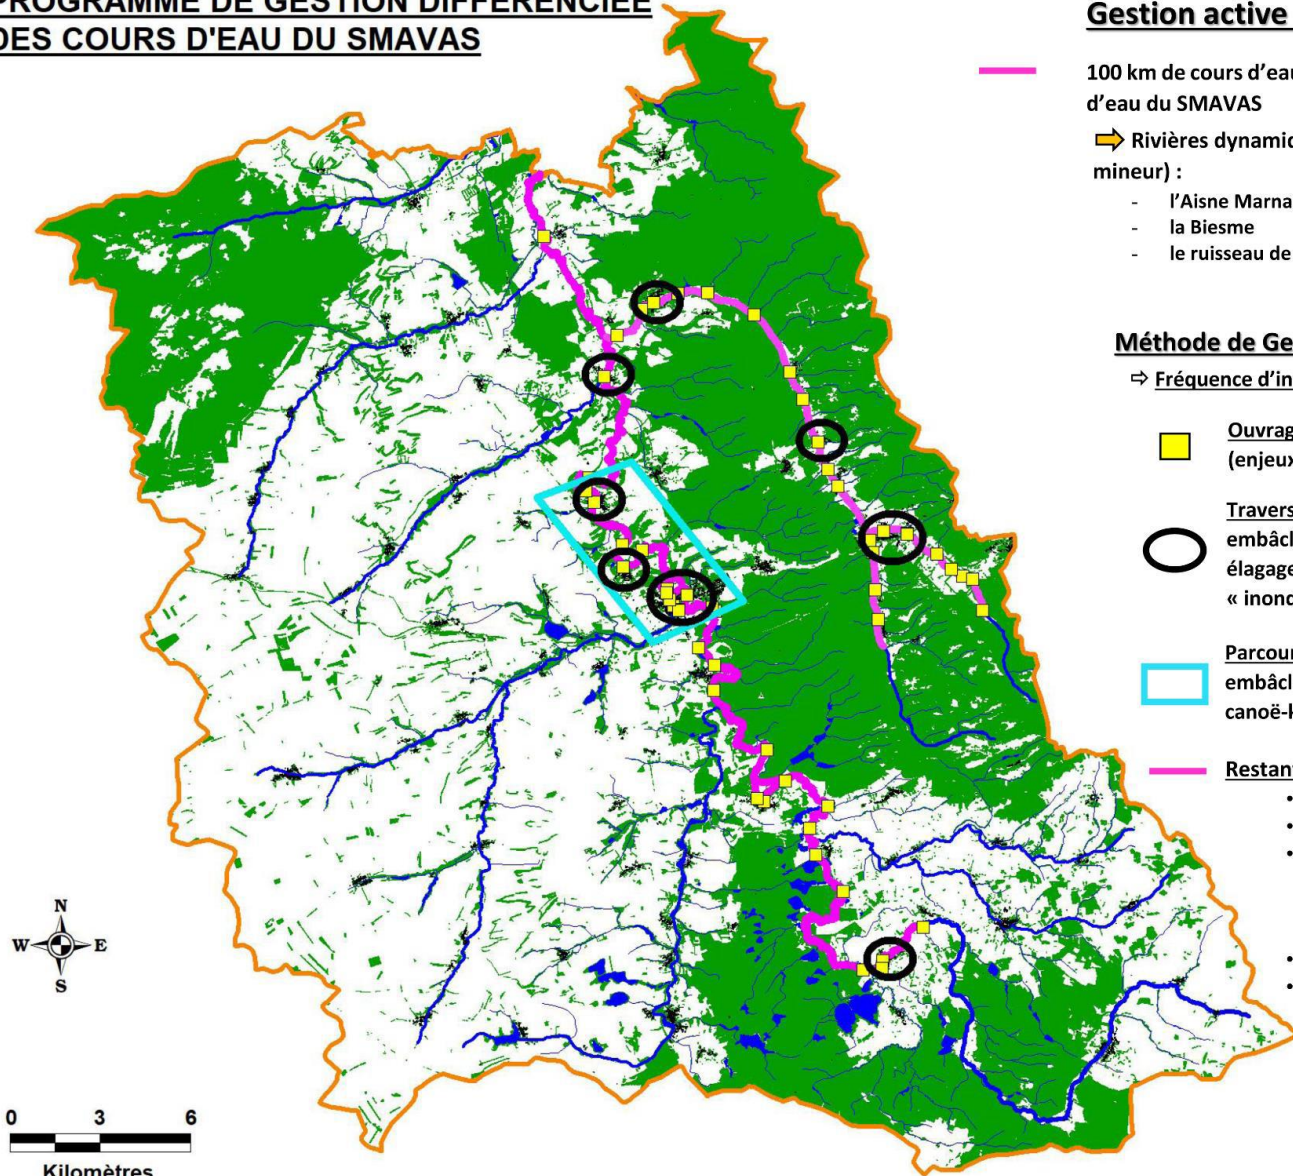 PROGRAMME DE GESTION DIFFERENCIEE
DES COURS D'EAU DU SMAVAS
Gestion active
100 km de cours d'eau
d'eau du SMAVAS
Rivières dynamic
mineur) :
- l'Aisne Marna
- la Biesme
- le ruisseau de
Méthode de Ge
⇨ Fréquence d'in
Ouvrag
(enjeux
Travers
embâcl
élagage
« inond
Parcour
embâcl
canoë-k
Restan
•
•
•
•
•
N
W E
S
0 3 6
Kilomètres